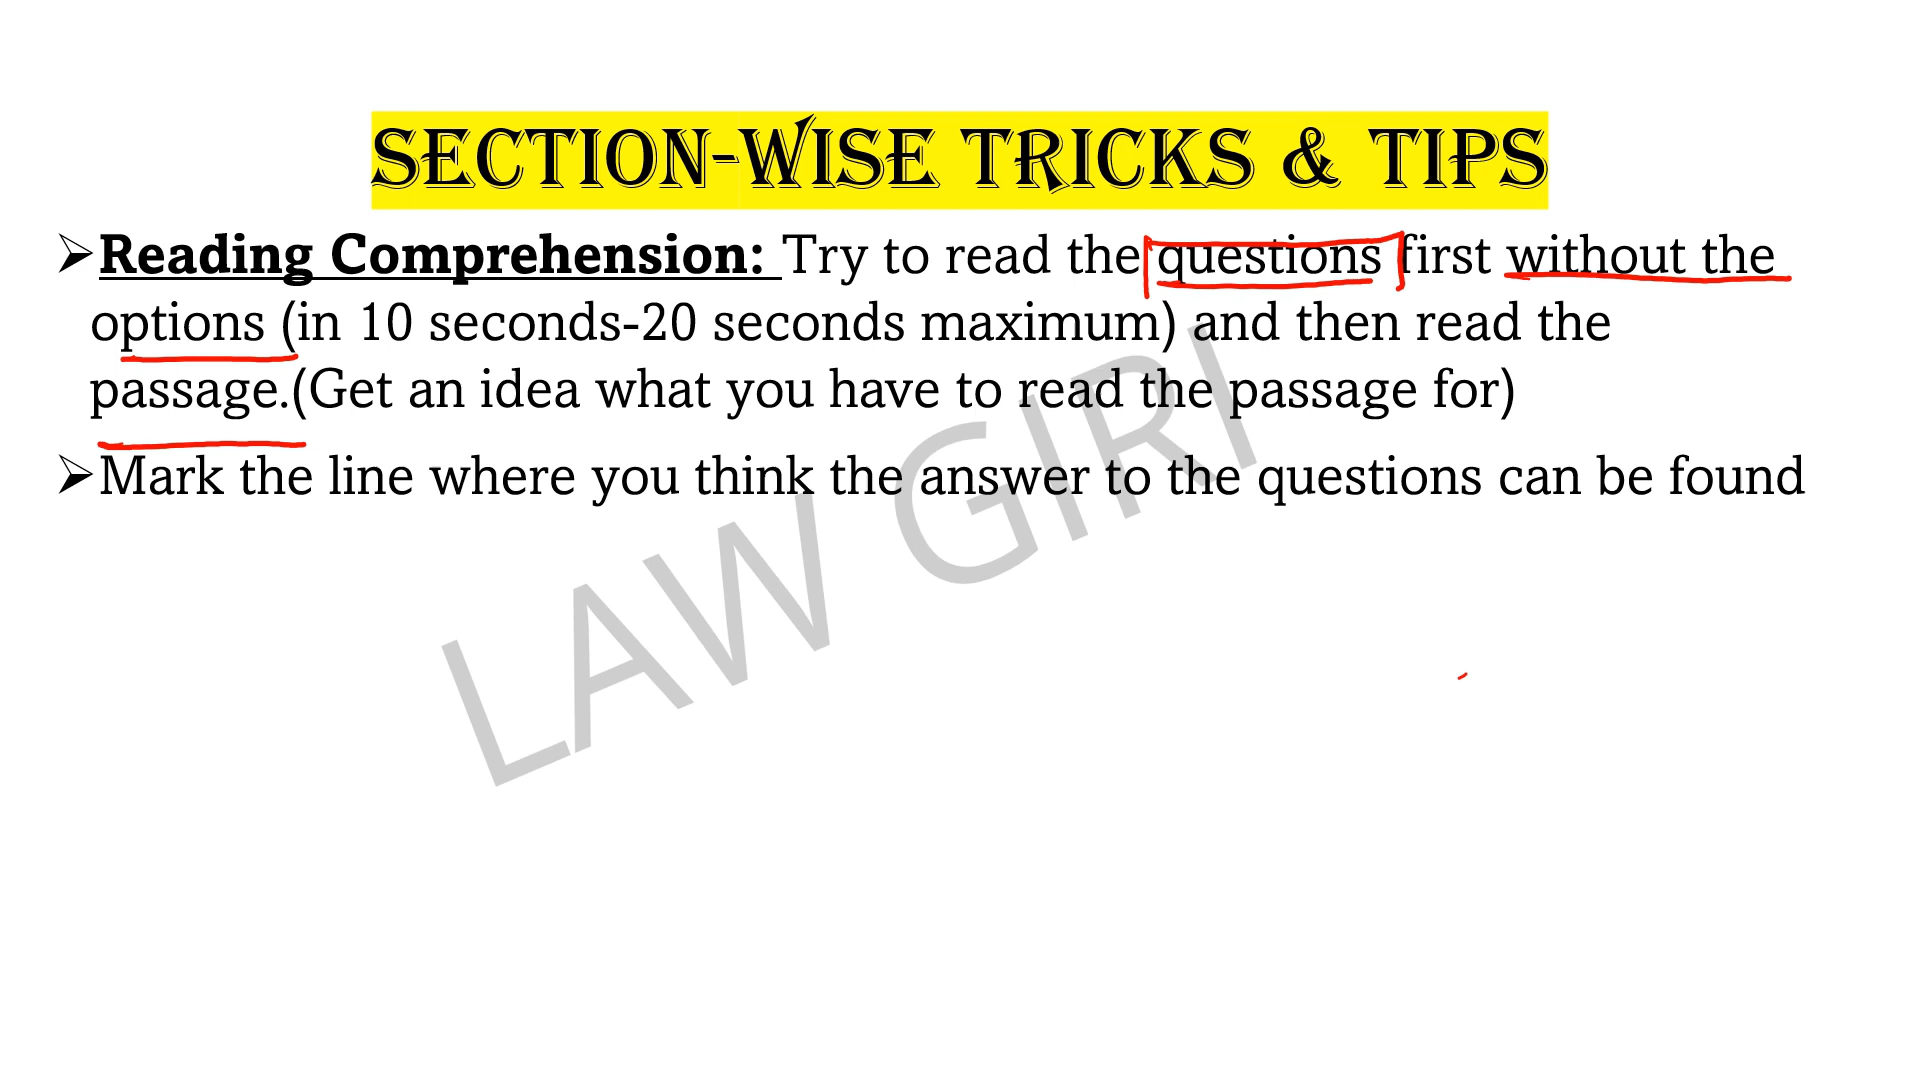 SECTION-WISE TRICKS & TIPS
➢Reading Comprehension: Try to read the questions first without the
options (in 10 seconds-20 seconds maximum) and then read the
passage.(Get an idea what you have to read the passage for)
➢Mark the line where you think the answer to the questions can be found
LAW GIRI